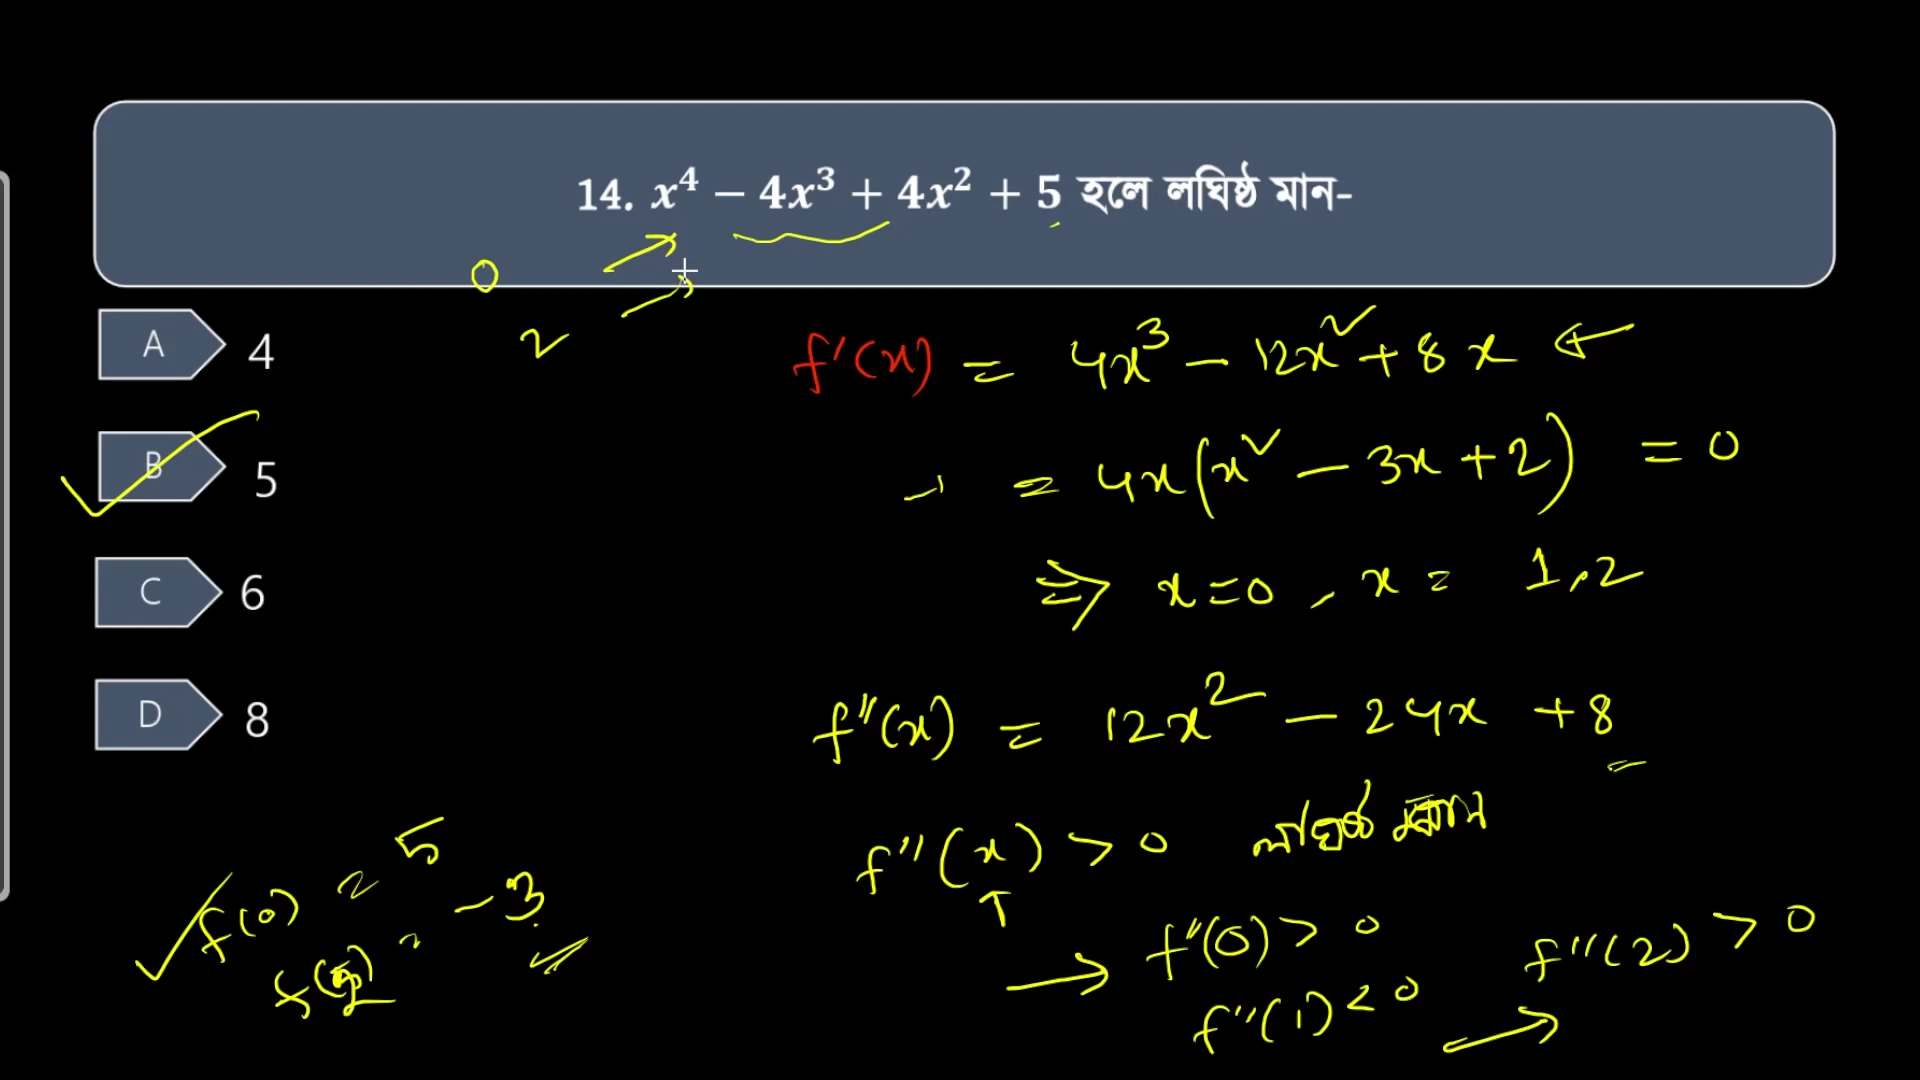 14. x⁴ − 4x³ + 4x² + 5 হলে লঘিষ্ঠ মান-
0
2
A 4
B 5
C 6
D 8
f'(x) = 4x³ − 12x² + 8x
= 4x(x² − 3x + 2) = 0
⇒ x = 0, x = 1, 2
f''(x) = 12x² − 24x + 8
f''(x) > 0 লঘিষ্ঠ মান
f''(0) > 0
f''(1) < 0
f''(2) > 0
f(0) = 5
f(2) = −3